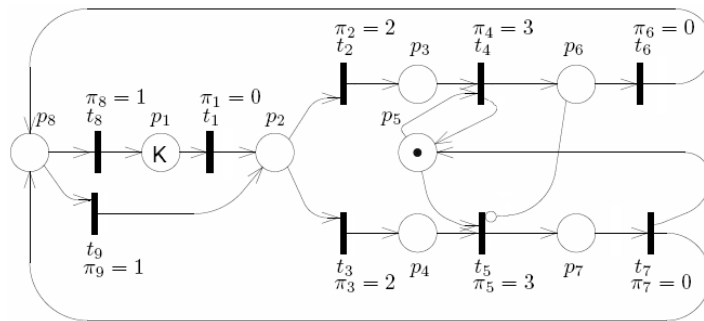 π₂ = 2
t₂
p₃
π₄ = 3
t₄
p₆
π₆ = 0
t₆
p₈
π₈ = 1
t₈
p₁
K
π₁ = 0
t₁
p₂
p₅
t₉
π₉ = 1
t₃
π₃ = 2
p₄
t₅
π₅ = 3
p₇
t₇
π₇ = 0